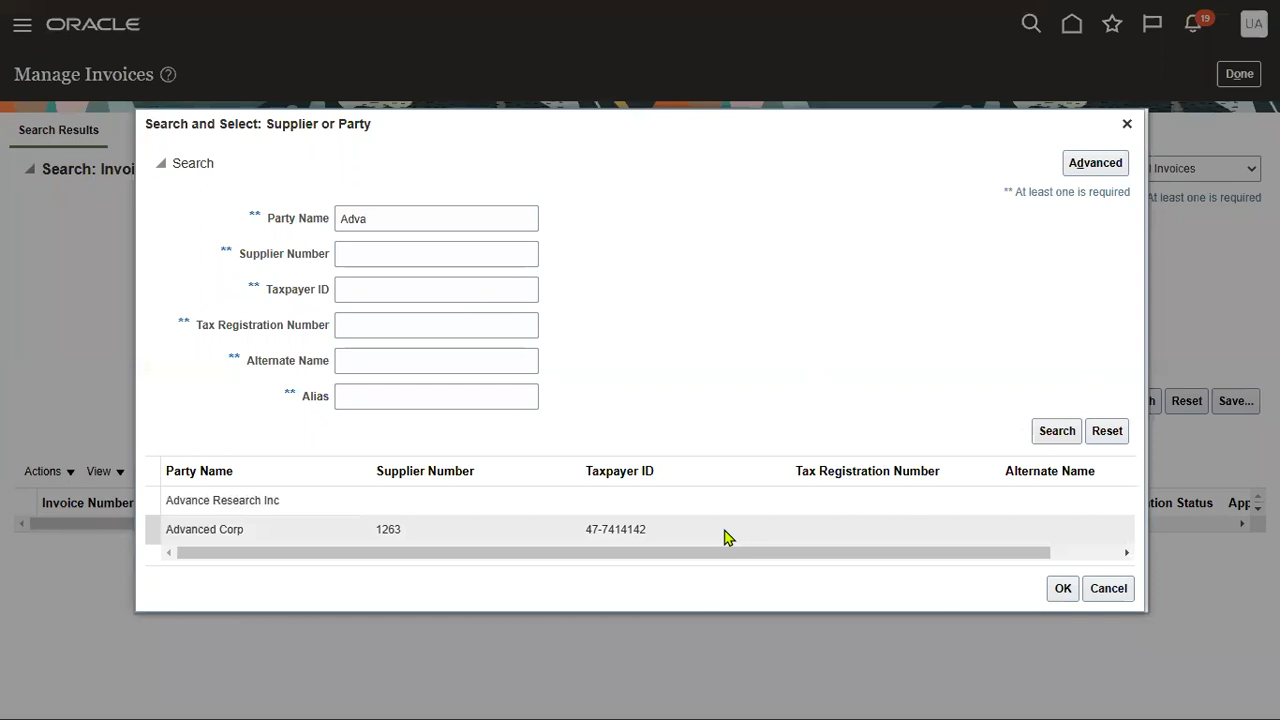 ORACLE
19
UA
Manage Invoices ?
Done
Search Results
Search and Select: Supplier or Party
Search: Invoi
Search
Advanced
l Invoices
** At least one is required
At least one is required
** Party Name Adva
** Supplier Number
** Taxpayer ID
** Tax Registration Number
** Alternate Name
** Alias
h Reset Save...
Search Reset
Actions View
Party Name Supplier Number Taxpayer ID Tax Registration Number Alternate Name
Invoice Number
tion Status App
Advance Research Inc
Advanced Corp 1263 47-7414142
OK Cancel